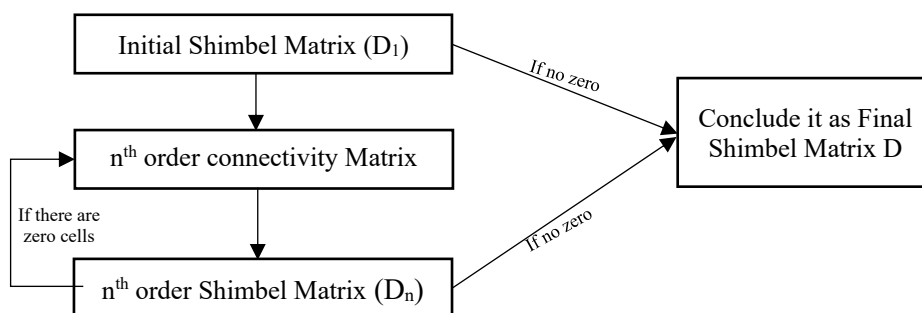 Initial Shimbel Matrix (D₁)
If no zero
Conclude it as Final
Shimbel Matrix D
nᵗʰ order connectivity Matrix
If there are
zero cells
If no zero
nᵗʰ order Shimbel Matrix (Dₙ)